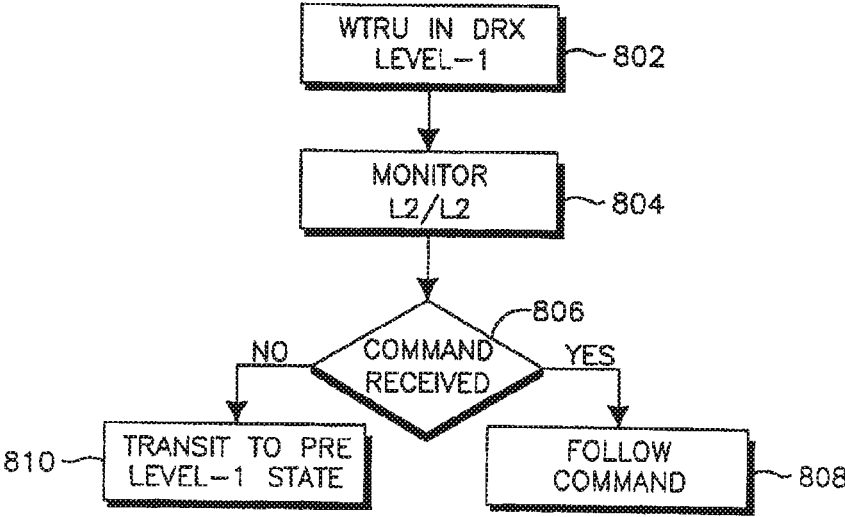 WTRU IN DRX
LEVEL-1
802
MONITOR
L2/L2
804
806
COMMAND
RECEIVED
NO
YES
TRANSIT TO PRE
LEVEL-1 STATE
810
FOLLOW
COMMAND
808